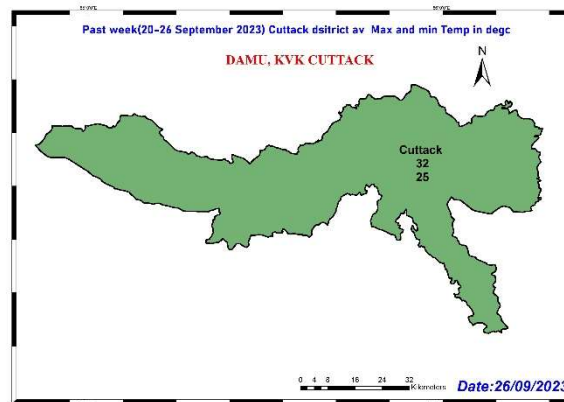 Past week(20-26 September 2023) Cuttack dsitrict av Max and min Temp in degc
DAMU, KVK CUTTACK
N
Cuttack
32
25
0 4 8 16 24 32
Kilometers
Date:26/09/2023